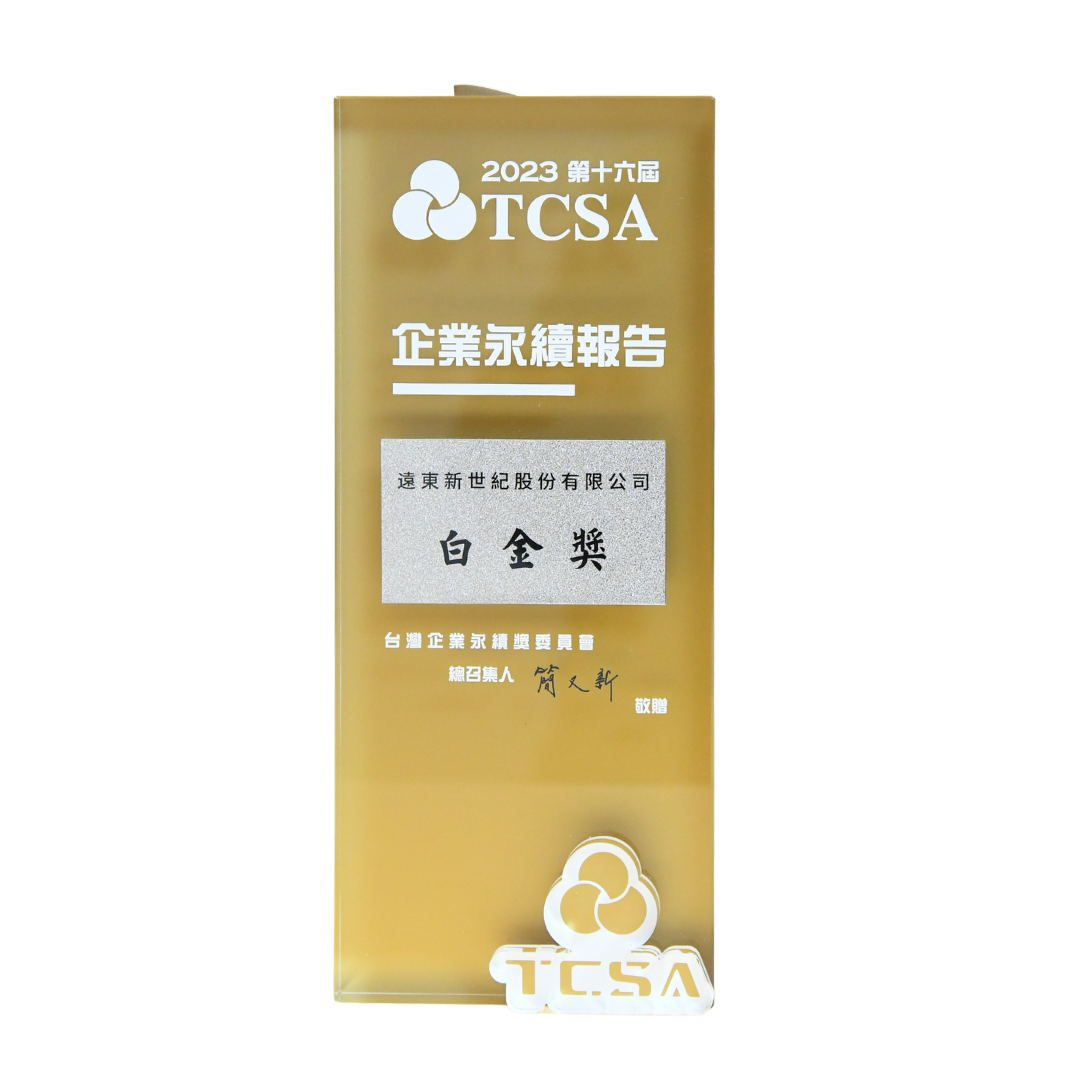 2023 第十六屆
TCSA
企業永續報告
遠東新世紀股份有限公司
白金獎
台灣企業永續獎委員會
總召集人 簡又新
敬贈
TCSA